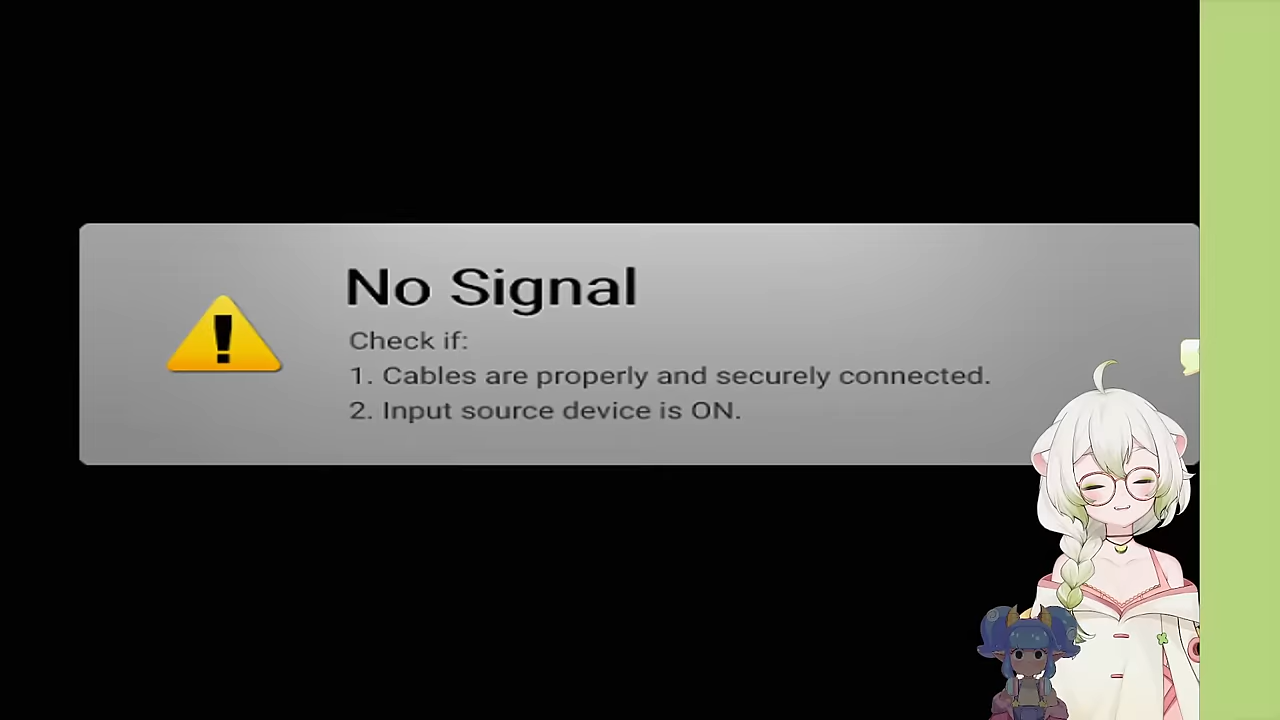 No Signal
Check if:
1. Cables are properly and securely connected.
2. Input source device is ON.